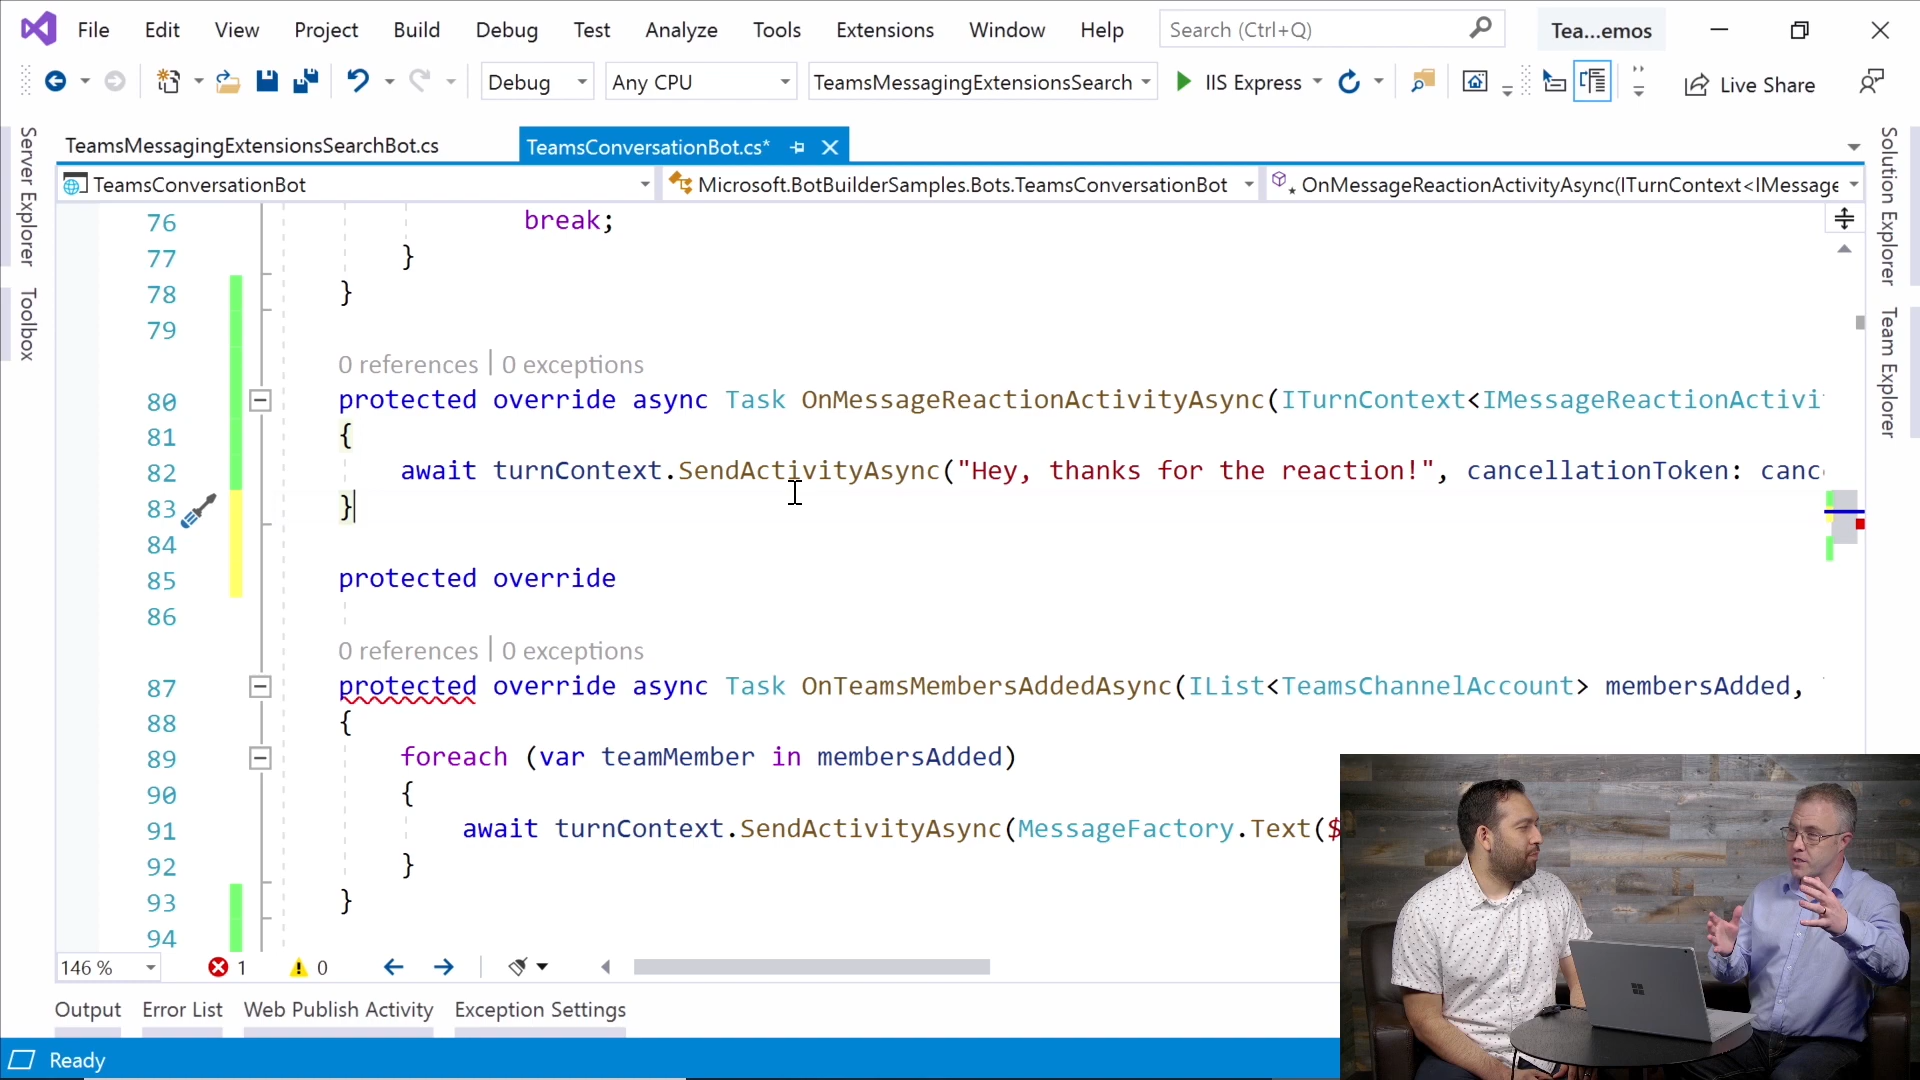 File Edit View Project Build Debug Test Analyze Tools Extensions Window Help Search (Ctrl+Q) Tea...emos
Debug Any CPU TeamsMessagingExtensionsSearch IIS Express Live Share
TeamsMessagingExtensionsSearchBot.cs TeamsConversationBot.cs*
TeamsConversationBot Microsoft.BotBuilderSamples.Bots.TeamsConversationBot OnMessageReactionActivityAsync(ITurnContext<IMessage
Server Explorer
Toolbox
Solution Explorer
Team Explorer
76 break;
77 }
78 }
79
0 references | 0 exceptions
80 protected override async Task OnMessageReactionActivityAsync(ITurnContext<IMessageReactionActivi
81 {
82 await turnContext.SendActivityAsync("Hey, thanks for the reaction!", cancellationToken: canc
83 }
84
85 protected override
86
0 references | 0 exceptions
87 protected override async Task OnTeamsMembersAddedAsync(IList<TeamsChannelAccount> membersAdded,
88 {
89 foreach (var teamMember in membersAdded)
90 {
91 await turnContext.SendActivityAsync(MessageFactory.Text($
92 }
93 }
94
146 % 1 0
Output Error List Web Publish Activity Exception Settings
Ready